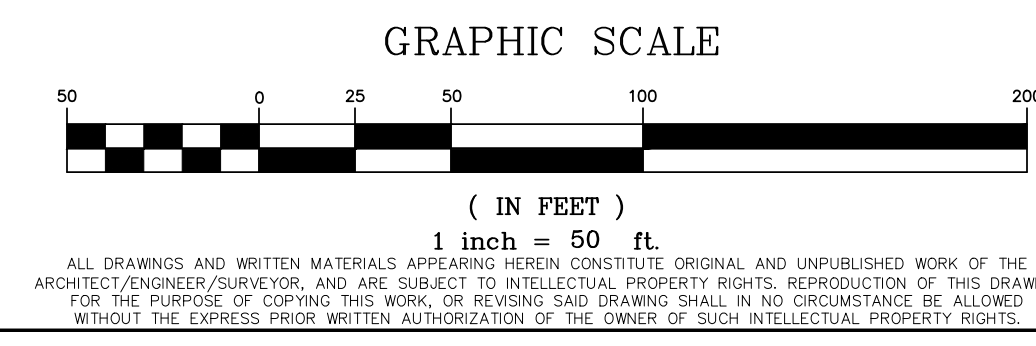 GRAPHIC SCALE
50 0 25 50 100 200
( IN FEET )
1 inch = 50 ft.
ALL DRAWINGS AND WRITTEN MATERIALS APPEARING HEREIN CONSTITUTE ORIGINAL AND UNPUBLISHED WORK OF THE
ARCHITECT/ENGINEER/SURVEYOR, AND ARE SUBJECT TO INTELLECTUAL PROPERTY RIGHTS. REPRODUCTION OF THIS
FOR THE PURPOSE OF COPYING THIS WORK, OR REVISING SAID DRAWING SHALL IN NO CIRCUMSTANCE BE ALLOWED
WITHOUT THE EXPRESS PRIOR WRITTEN AUTHORIZATION OF THE OWNER OF SUCH INTELLECTUAL PROPERTY RIGHTS.